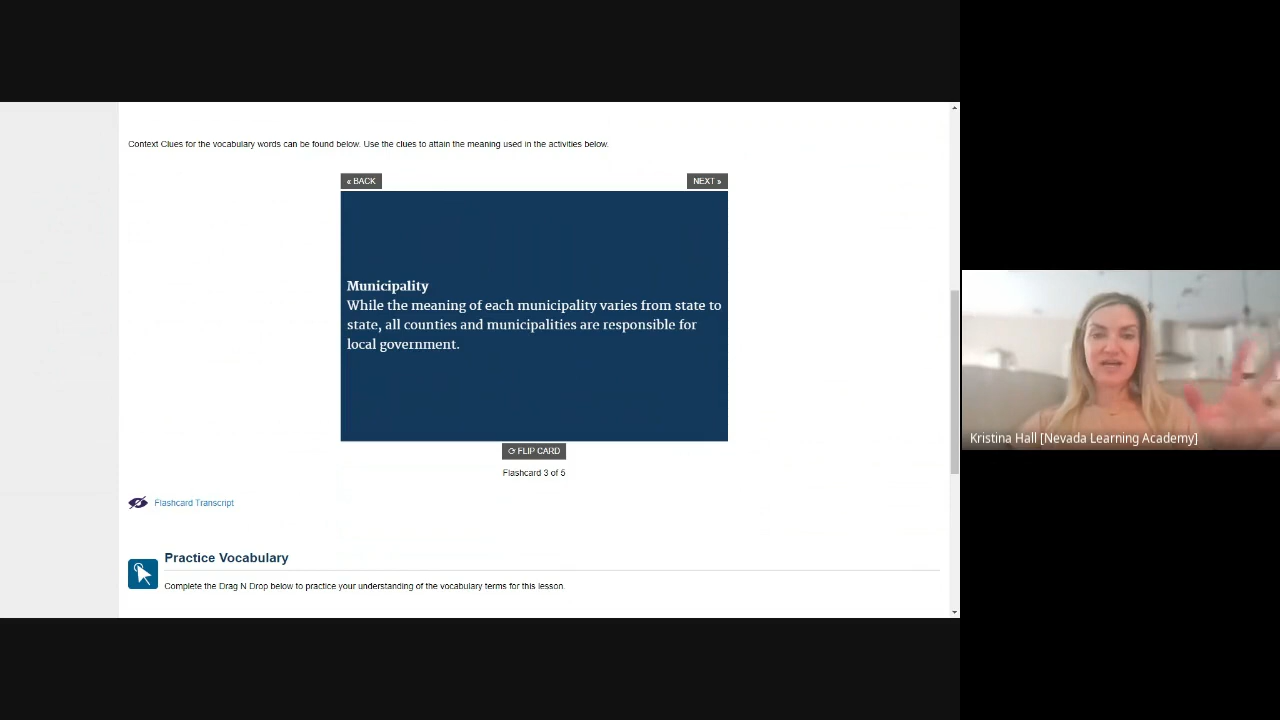 Context Clues for the vocabulary words can be found below. Use the clues to attain the meaning used in the activities below.
« BACK
NEXT »
Municipality
While the meaning of each municipality varies from state to
state, all counties and municipalities are responsible for
local government.
FLIP CARD
Flashcard 3 of 5
Kristina Hall [Nevada Learning Academy]
Flashcard Transcript
Practice Vocabulary
Complete the Drag N Drop below to practice your understanding of the vocabulary terms for this lesson.